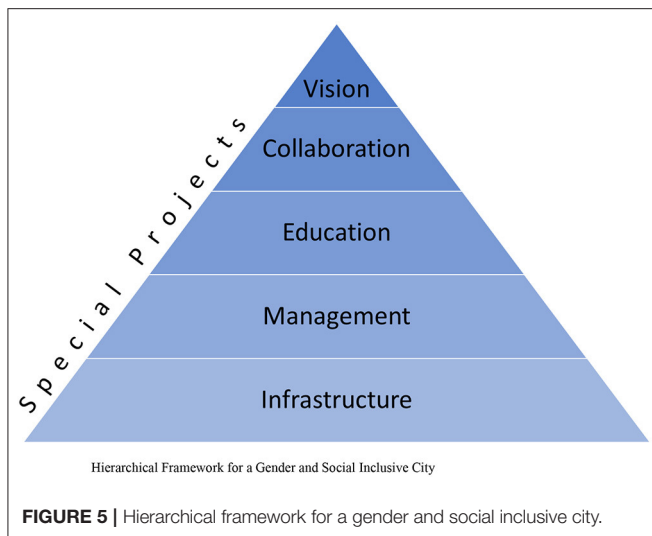 Special Projects
Vision
Collaboration
Education
Management
Infrastructure
Hierarchical Framework for a Gender and Social Inclusive City
FIGURE 5 | Hierarchical framework for a gender and social inclusive city.